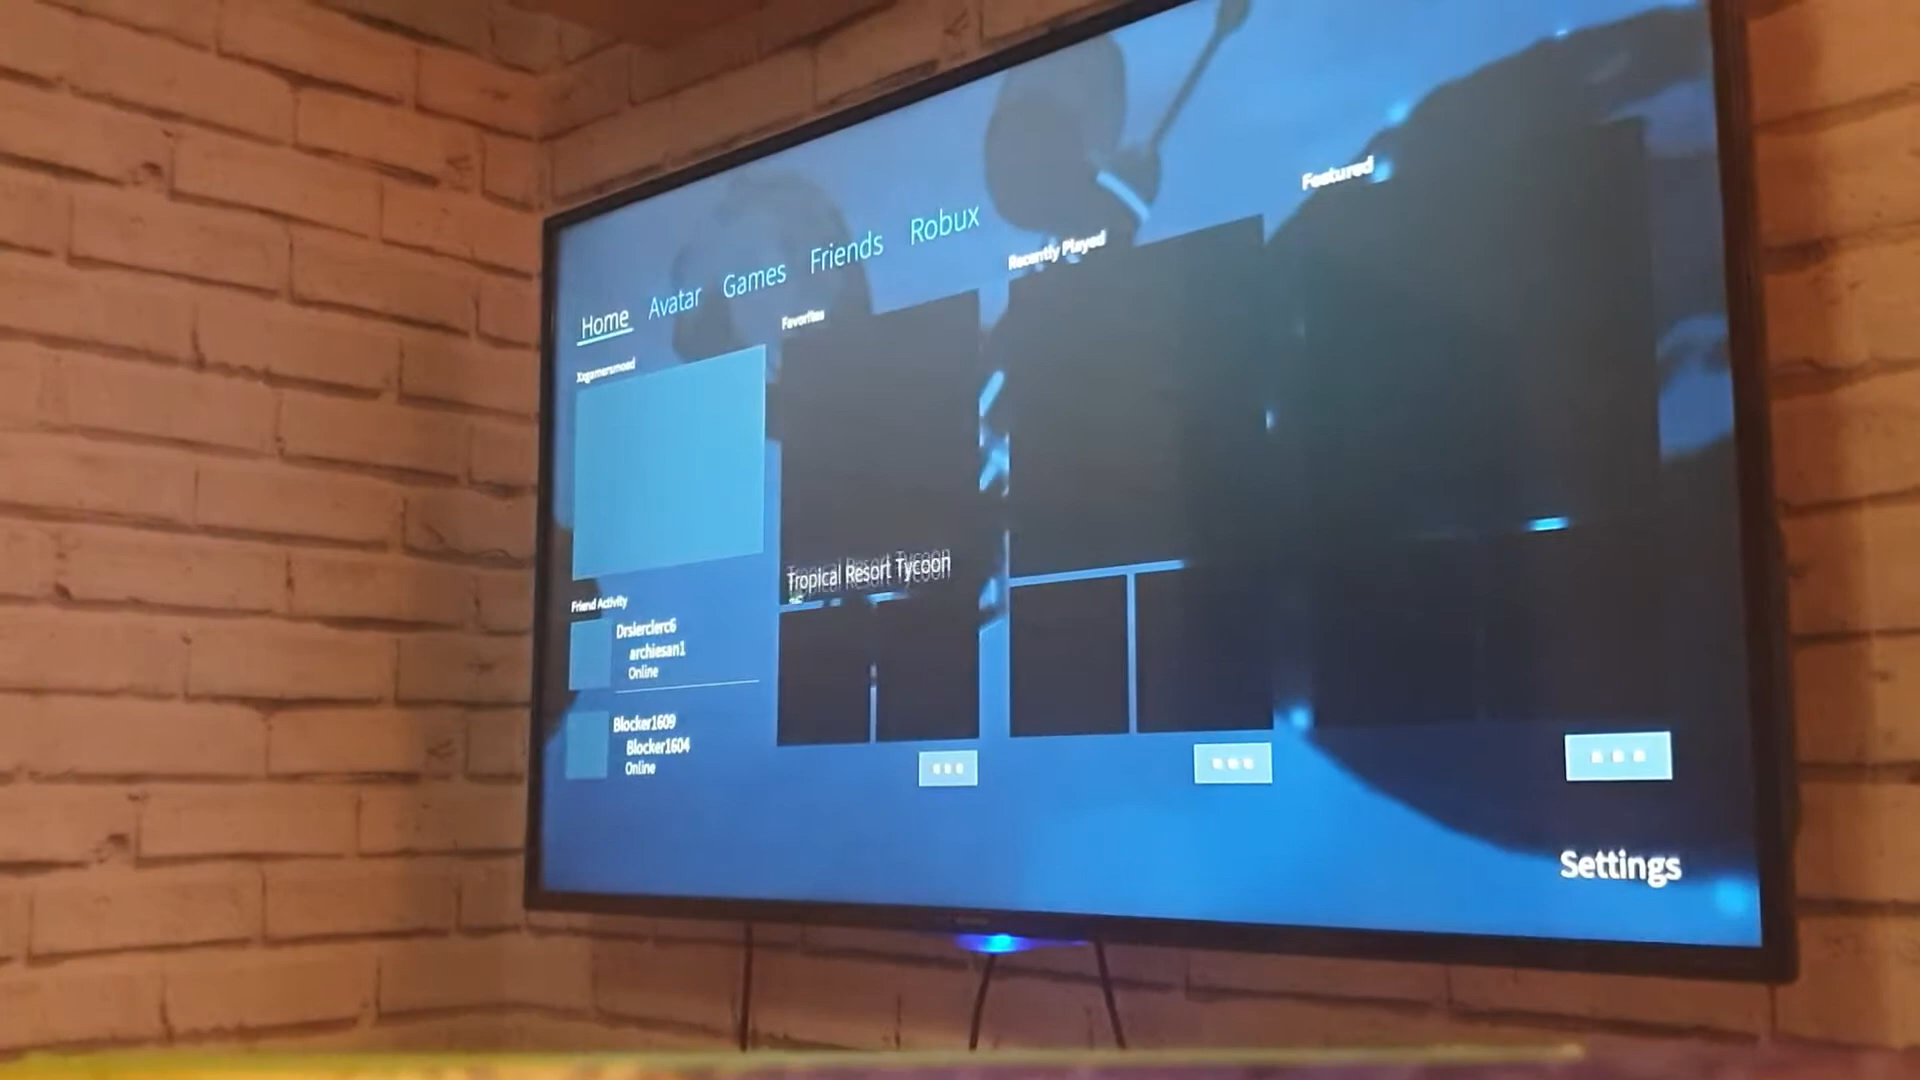 Home Avatar Games Friends Robux
Favorites
Recently Played
Featured
Tropical Resort Tycoon
Friend Activity
Drsierclerc6
archiesan1
Online
Blocker1609
Blocker1604
Online
Settings